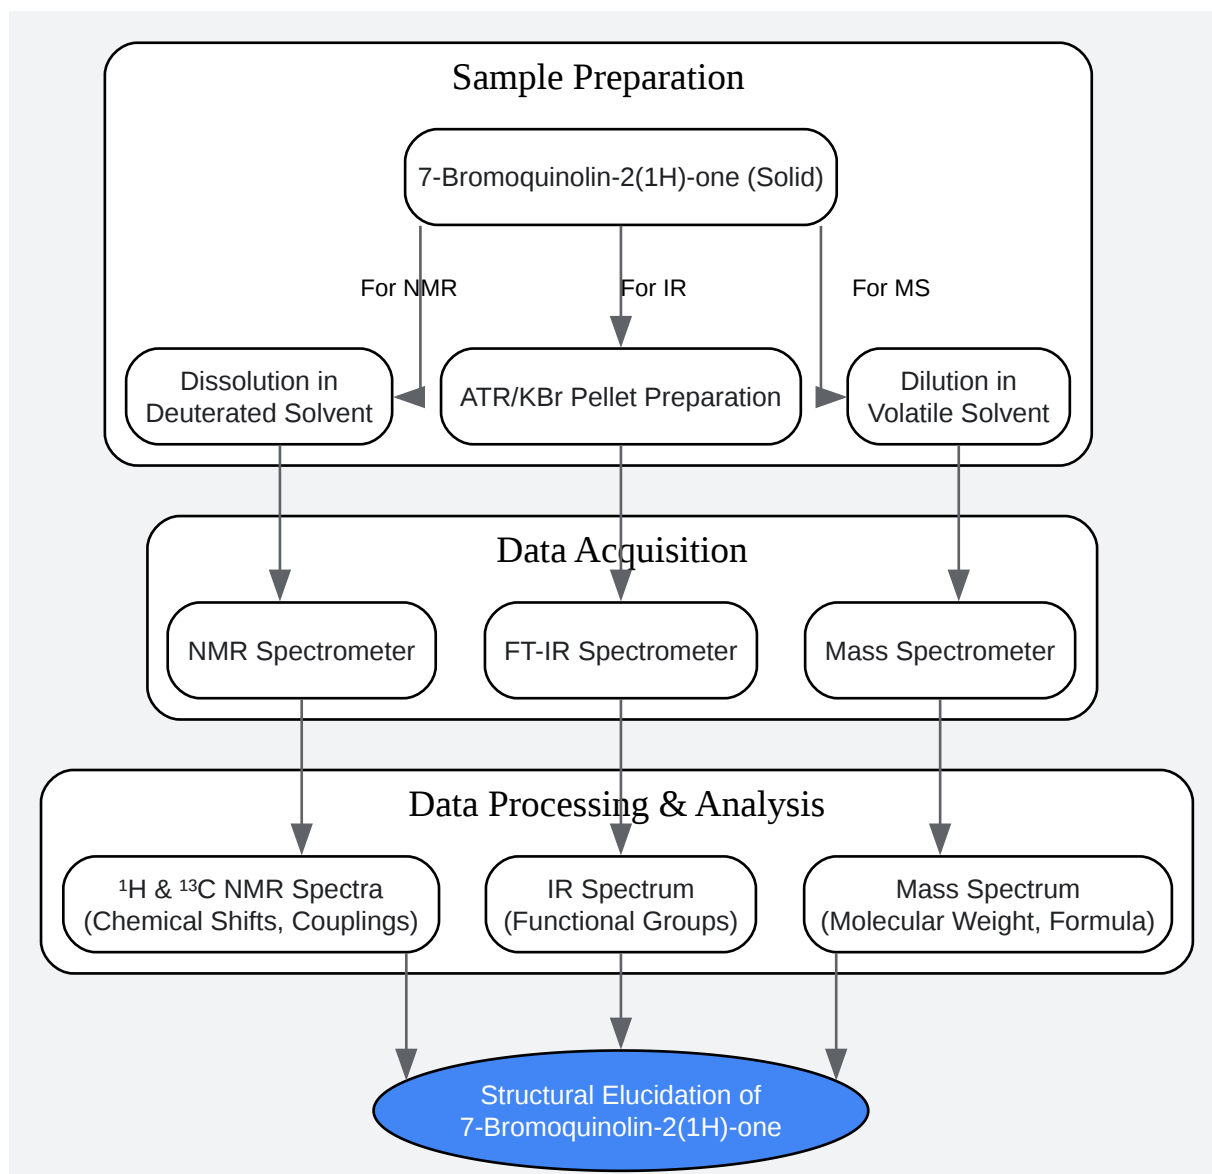 Sample Preparation
7-Bromoquinolin-2(1H)-one (Solid)
For NMR
For IR
For MS
Dissolution in
Deuterated Solvent
ATR/KBr Pellet Preparation
Dilution in
Volatile Solvent
Data Acquisition
NMR Spectrometer
FT-IR Spectrometer
Mass Spectrometer
Data Processing & Analysis
¹H & ¹³C NMR Spectra
(Chemical Shifts, Couplings)
IR Spectrum
(Functional Groups)
Mass Spectrum
(Molecular Weight, Formula)
Structural Elucidation of
7-Bromoquinolin-2(1H)-one